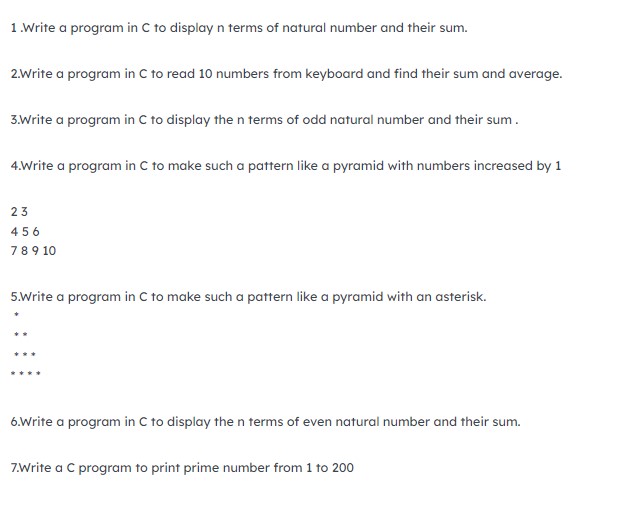 1 .Write a program in C to display n terms of natural number and their sum.
2.Write a program in C to read 10 numbers from keyboard and find their sum and average.
3.Write a program in C to display the n terms of odd natural number and their sum .
4.Write a program in C to make such a pattern like a pyramid with numbers increased by 1
2 3
4 5 6
7 8 9 10
5.Write a program in C to make such a pattern like a pyramid with an asterisk.
*
* *
* * *
* * * *
6.Write a program in C to display the n terms of even natural number and their sum.
7.Write a C program to print prime number from 1 to 200